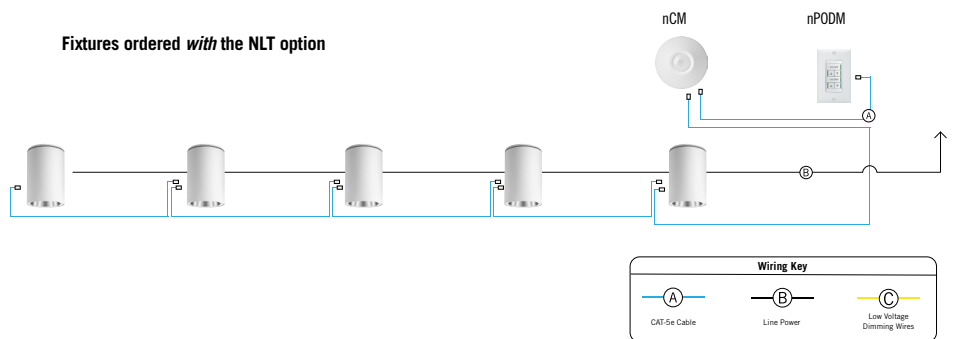 nCM
nPODM
Fixtures ordered with the NLT option
A
B
Wiring Key
A
B
C
CAT-5e Cable
Line Power
Low Voltage
Dimming Wires